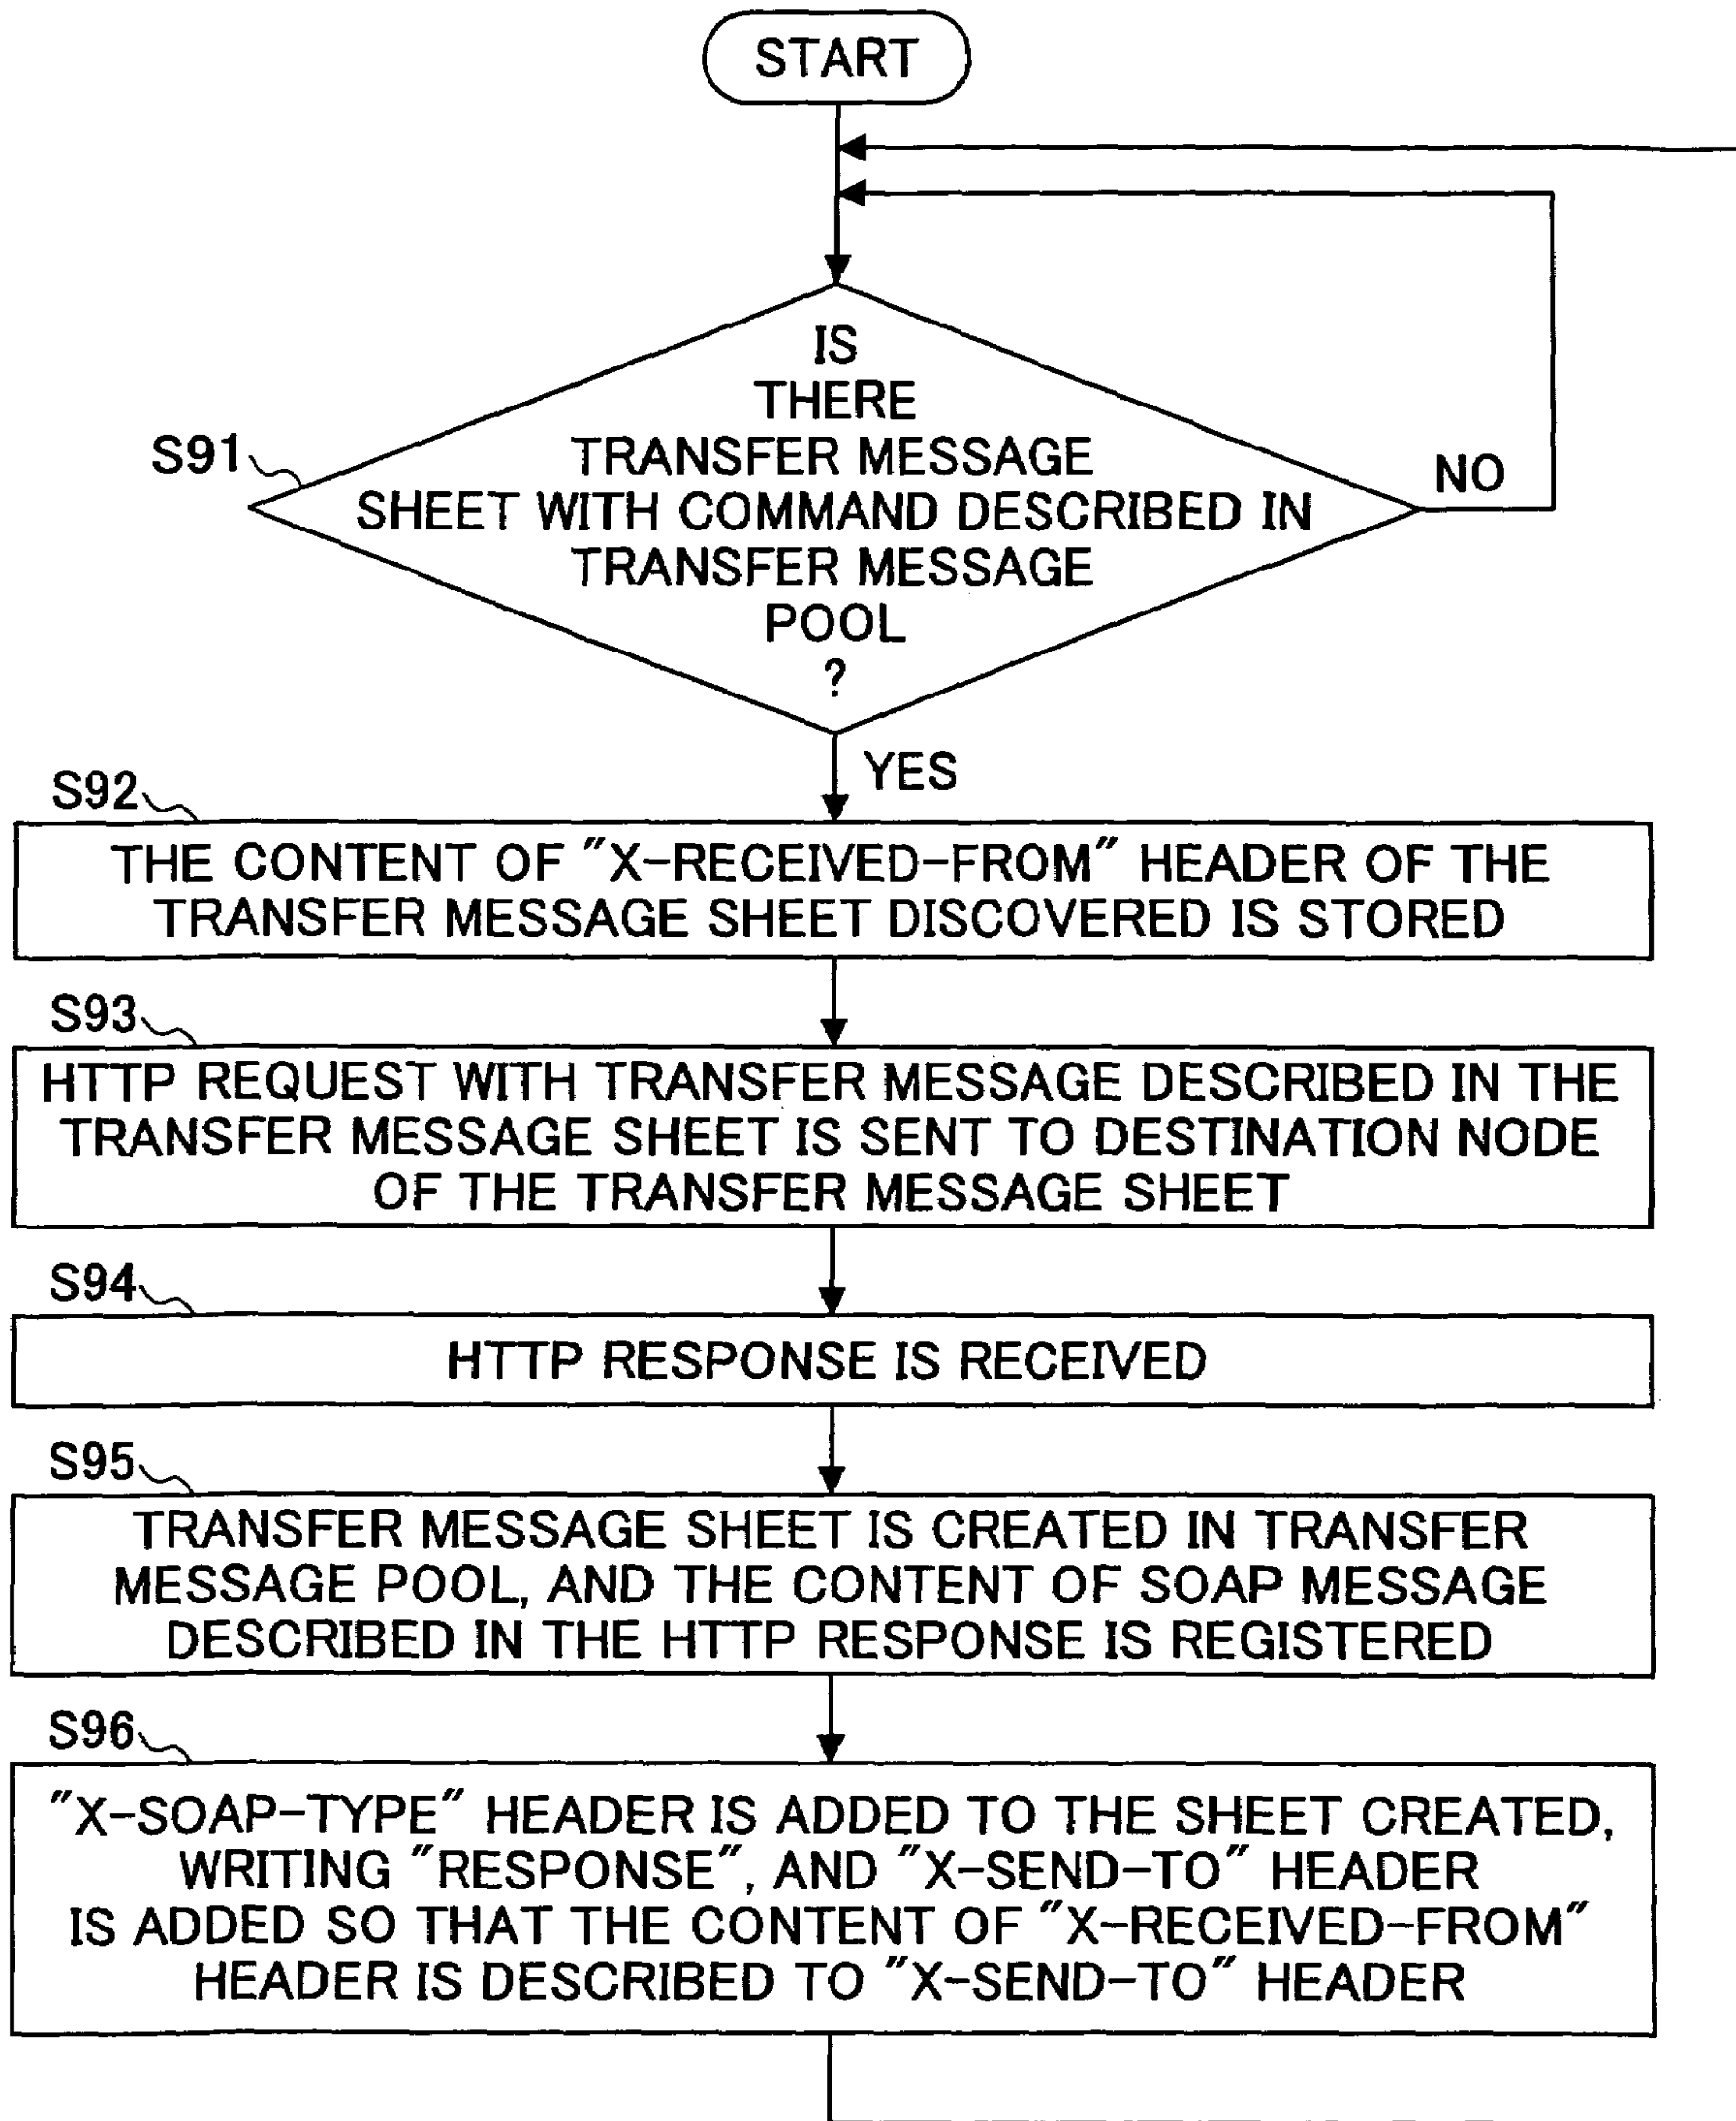 START
IS
THERE
TRANSFER MESSAGE
SHEET WITH COMMAND DESCRIBED IN
TRANSFER MESSAGE
POOL
?
S91
NO
YES
S92
THE CONTENT OF "X-RECEIVED-FROM" HEADER OF THE
TRANSFER MESSAGE SHEET DISCOVERED IS STORED
S93
HTTP REQUEST WITH TRANSFER MESSAGE DESCRIBED IN THE
TRANSFER MESSAGE SHEET IS SENT TO DESTINATION NODE
OF THE TRANSFER MESSAGE SHEET
S94
HTTP RESPONSE IS RECEIVED
S95
TRANSFER MESSAGE SHEET IS CREATED IN TRANSFER
MESSAGE POOL, AND THE CONTENT OF SOAP MESSAGE
DESCRIBED IN THE HTTP RESPONSE IS REGISTERED
S96
"X-SOAP-TYPE" HEADER IS ADDED TO THE SHEET CREATED,
WRITING "RESPONSE", AND "X-SEND-TO" HEADER
IS ADDED SO THAT THE CONTENT OF "X-RECEIVED-FROM"
HEADER IS DESCRIBED TO "X-SEND-TO" HEADER